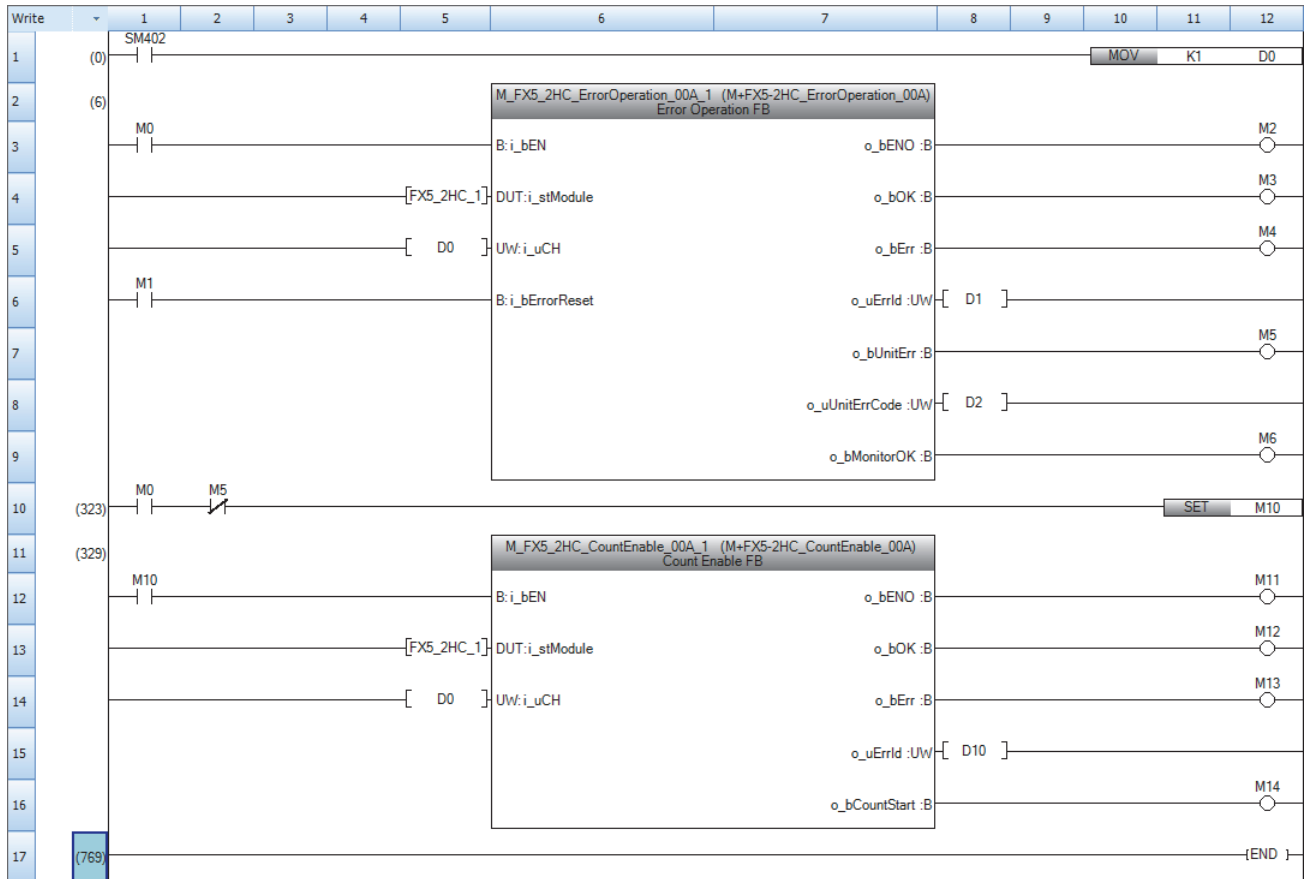 Write 1 2 3 4 5 6 7 8 9 10 11 12
SM402
1 (0) MOV K1 D0
2 (6) M_FX5_2HC_ErrorOperation_00A_1 (M+FX5-2HC_ErrorOperation_00A)
Error Operation FB
M0 M2
3 B:i_bEN o_bENO :B
M3
4 [FX5_2HC_1] DUT:i_stModule o_bOK :B
M4
5 [ D0 ] UW:i_uCH o_bErr :B
M1
6 B:i_bErrorReset o_uErrId :UW [ D1 ]
M5
7 o_bUnitErr :B
8 o_uUnitErrCode :UW [ D2 ]
M6
9 o_bMonitorOK :B
M0 M5
10 (323) SET M10
11 (329) M_FX5_2HC_CountEnable_00A_1 (M+FX5-2HC_CountEnable_00A)
Count Enable FB
M10 M11
12 B:i_bEN o_bENO :B
M12
13 [FX5_2HC_1] DUT:i_stModule o_bOK :B
M13
14 [ D0 ] UW:i_uCH o_bErr :B
15 o_uErrId :UW [ D10 ]
M14
16 o_bCountStart :B
17 (769) [END ]